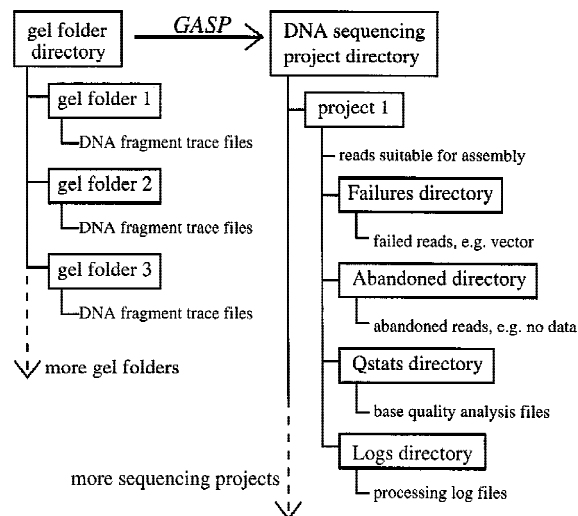 gel folder
directory
GASP
DNA sequencing
project directory
gel folder 1
DNA fragment trace files
gel folder 2
DNA fragment trace files
gel folder 3
DNA fragment trace files
more gel folders
project 1
reads suitable for assembly
Failures directory
failed reads, e.g. vector
Abandoned directory
abandoned reads, e.g. no data
Qstats directory
base quality analysis files
Logs directory
processing log files
more sequencing projects